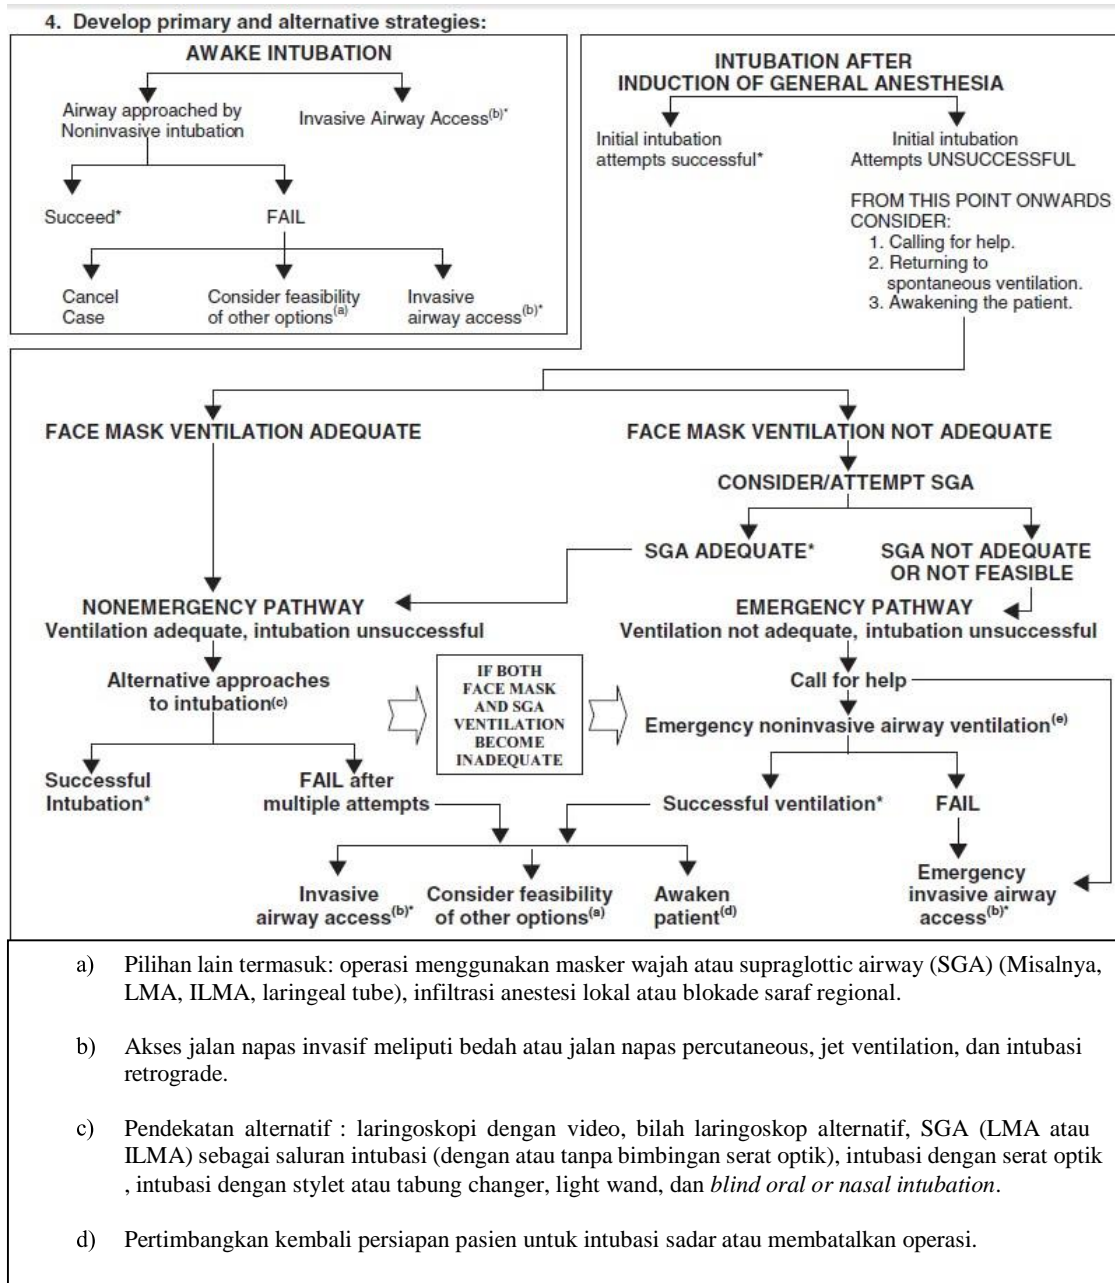 4. Develop primary and alternative strategies:
AWAKE INTUBATION
Airway approached by
Noninvasive intubation
Invasive Airway Access(b)*
Succeed*
FAIL
Cancel
Case
Consider feasibility
of other options(a)
Invasive
airway access(b)*
INTUBATION AFTER
INDUCTION OF GENERAL ANESTHESIA
Initial intubation
attempts successful*
Initial intubation
Attempts UNSUCCESSFUL
FROM THIS POINT ONWARDS
CONSIDER:
1. Calling for help.
2. Returning to
spontaneous ventilation.
3. Awakening the patient.
FACE MASK VENTILATION ADEQUATE
FACE MASK VENTILATION NOT ADEQUATE
CONSIDER/ATTEMPT SGA
SGA ADEQUATE*
SGA NOT ADEQUATE
OR NOT FEASIBLE
NONEMERGENCY PATHWAY
Ventilation adequate, intubation unsuccessful
EMERGENCY PATHWAY
Ventilation not adequate, intubation unsuccessful
Alternative approaches
to intubation(c)
IF BOTH
FACE MASK
AND SGA
VENTILATION
BECOME
INADEQUATE
Call for help
Emergency noninvasive airway ventilation(e)
Successful
Intubation*
FAIL after
multiple attempts
Successful ventilation*
FAIL
Invasive
airway access(b)*
Consider feasibility
of other options(a)
Awaken
patient(d)
Emergency
invasive airway
access(b)*
a) Pilihan lain termasuk: operasi menggunakan masker wajah atau supraglottic airway (SGA) (Misalnya,
LMA, ILMA, laringeal tube), infiltrasi anestesi lokal atau blokade saraf regional.
b) Akses jalan napas invasif meliputi bedah atau jalan napas percutaneous, jet ventilation, dan intubasi
retrograde.
c) Pendekatan alternatif : laringoskopi dengan video, bilah laringoskop alternatif, SGA (LMA atau
ILMA) sebagai saluran intubasi (dengan atau tanpa bimbingan serat optik), intubasi dengan serat optik
, intubasi dengan stylet atau tabung changer, light wand, dan blind oral or nasal intubation.
d) Pertimbangkan kembali persiapan pasien untuk intubasi sadar atau membatalkan operasi.